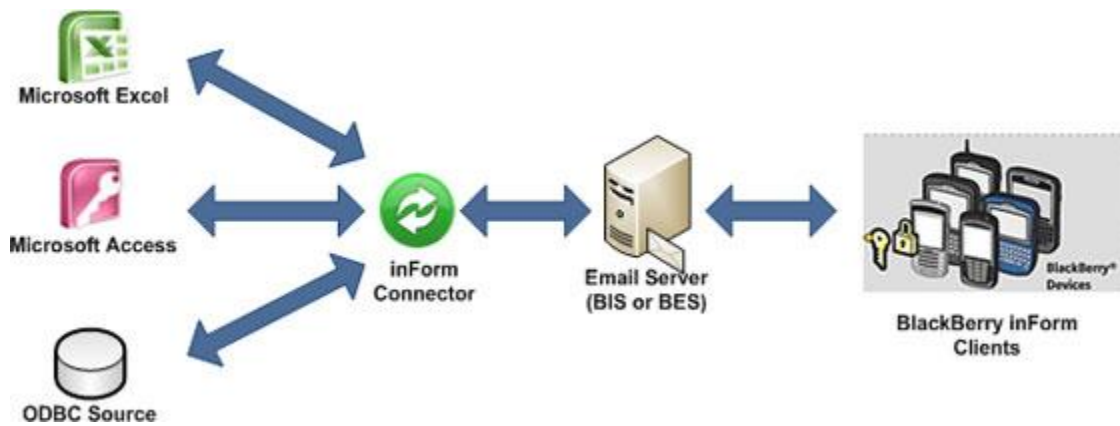 Microsoft Excel
Microsoft Access
ODBC Source
inForm
Connector
Email Server
(BIS or BES)
BlackBerry®
Devices
BlackBerry inForm
Clients